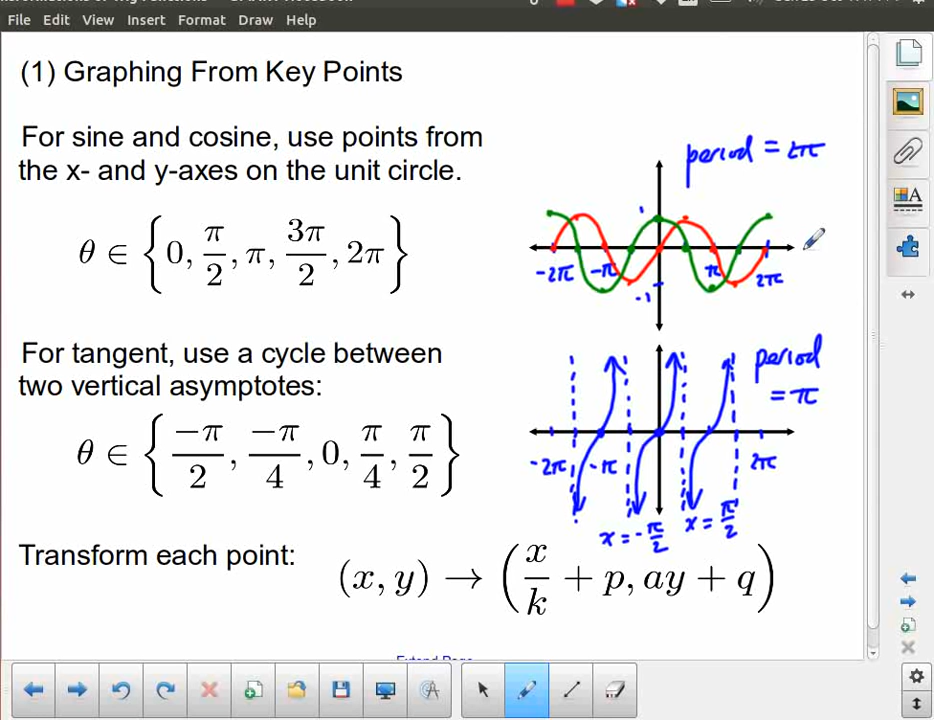 File Edit View Insert Format Draw Help
(1) Graphing From Key Points
For sine and cosine, use points from
the x- and y-axes on the unit circle.
θ ∈ {0, π/2, π, 3π/2, 2π}
period = 2π
-2π -π π 2π
-1
For tangent, use a cycle between
two vertical asymptotes:
θ ∈ {-π/2, -π/4, 0, π/4, π/2}
period
= π
-2π -π 2π
x = -π/2 x = π/2
Transform each point:
(x, y) → (x/k + p, ay + q)